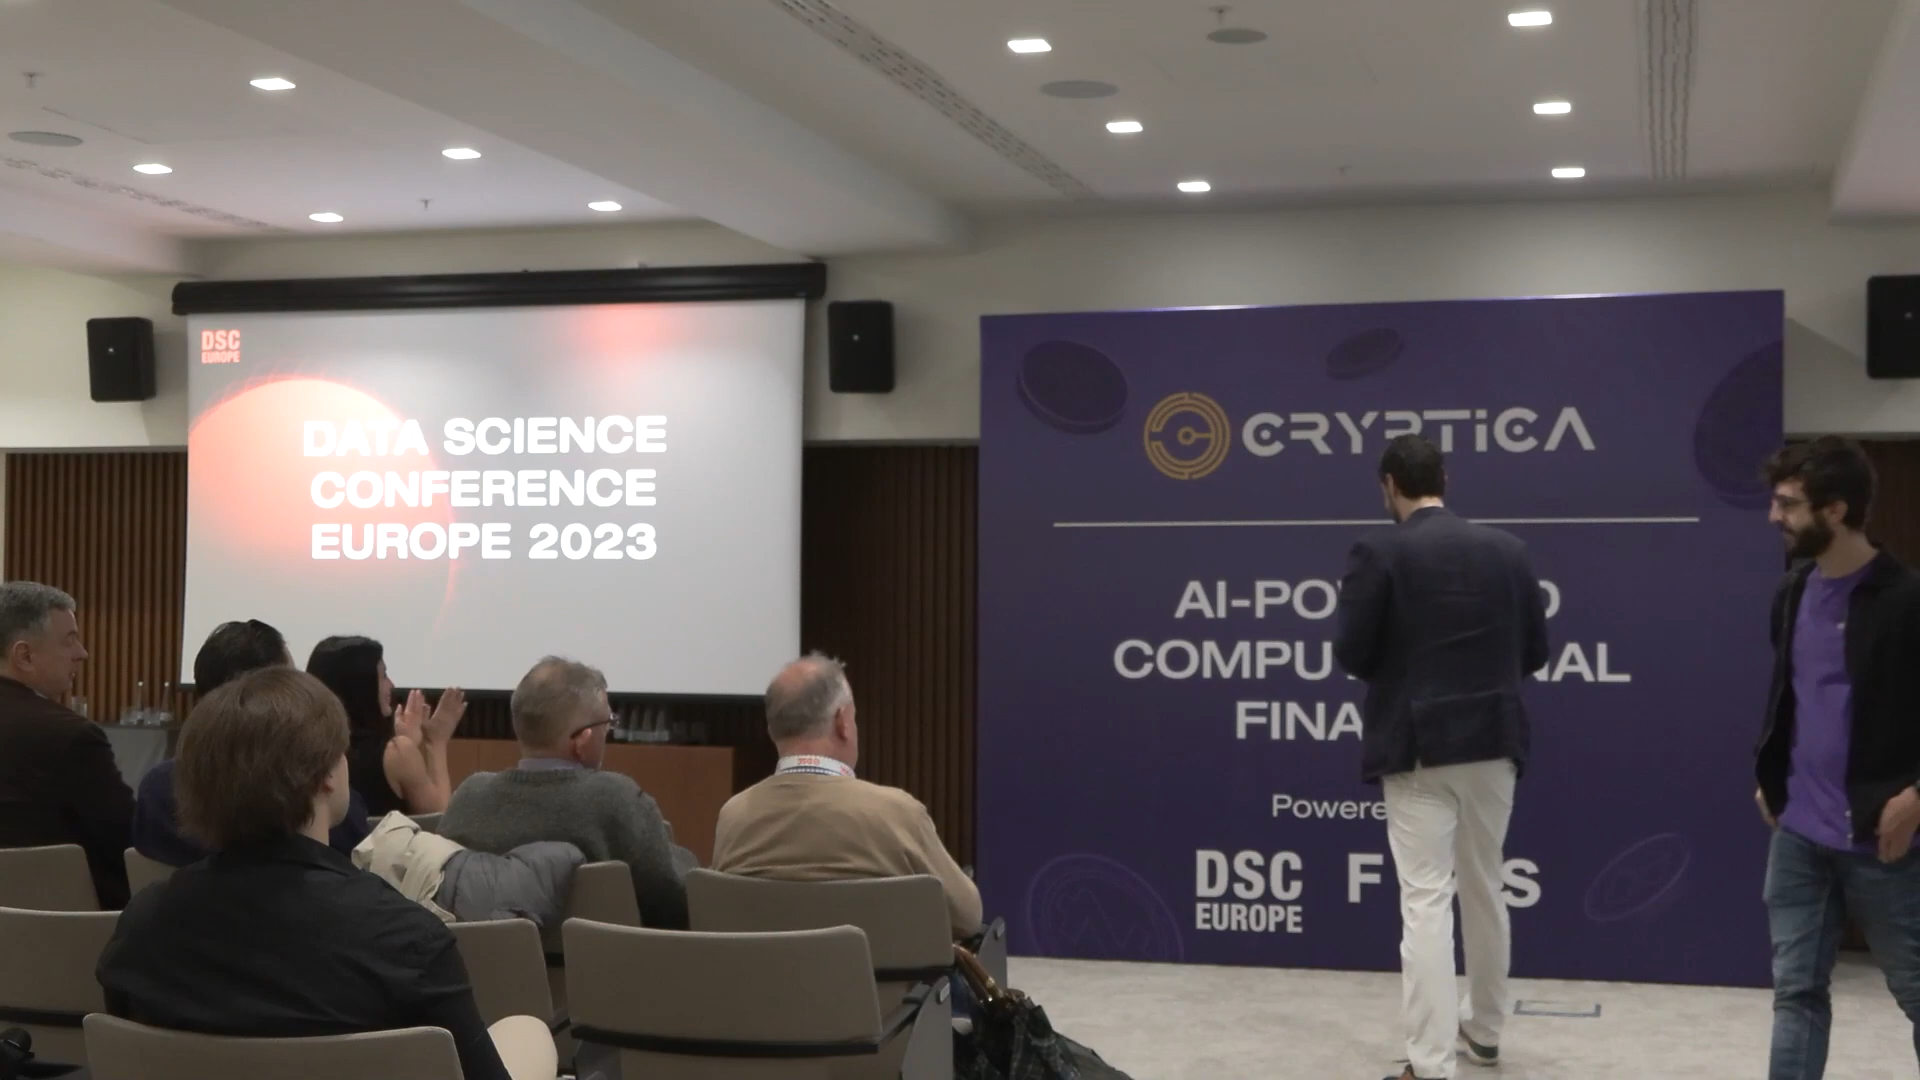 DSC
EUROPE
DATA SCIENCE
CONFERENCE
EUROPE 2023
CRYPTiCA
AI-PO
COMPU NAL
FINA
Powere
DSC
EUROPE
F S